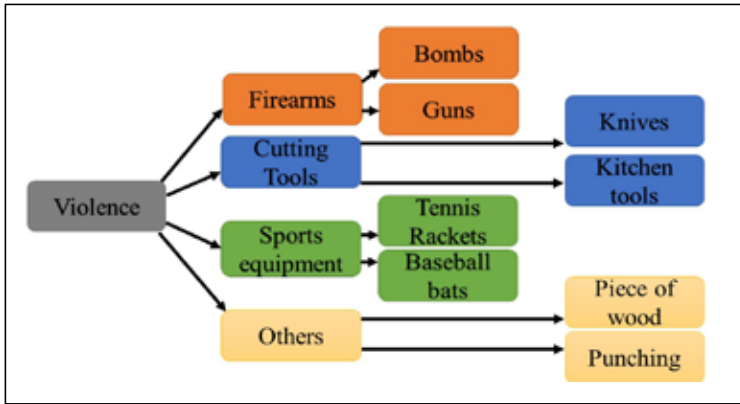 Bombs
Firearms
Guns
Cutting
Tools
Knives
Kitchen
tools
Violence
Sports
equipment
Tennis
Rackets
Baseball
bats
Others
Piece of
wood
Punching